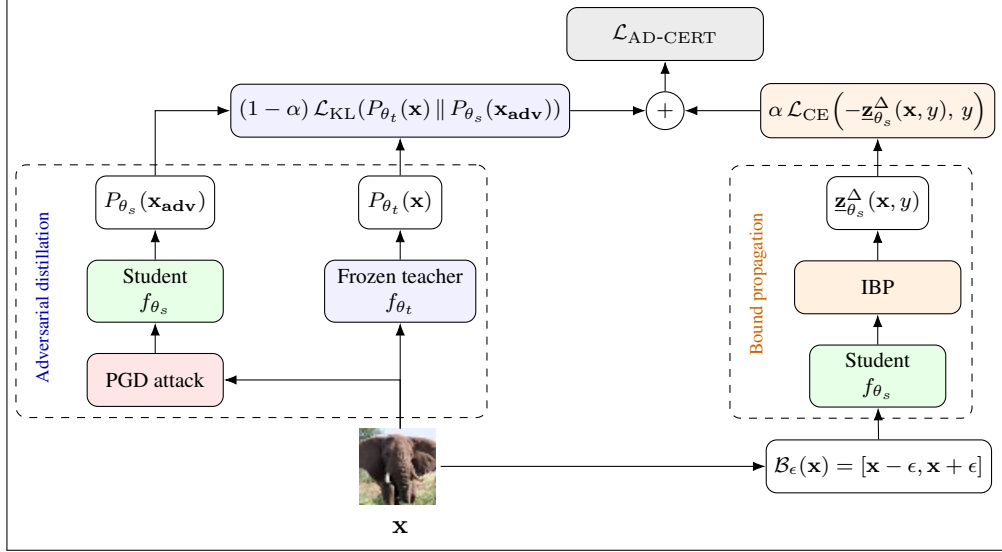 𝓛_AD-CERT
(1 − α) 𝓛_KL(P_θt(𝐱) ∥ P_θs(𝐱_adv))
+
α 𝓛_CE(−𝐳̲^Δ_θs(𝐱, y), y)
P_θs(𝐱_adv)
P_θt(𝐱)
𝐳̲^Δ_θs(𝐱, y)
Adversarial distillation
Student
f_θs
Frozen teacher
f_θt
Bound propagation
IBP
PGD attack
Student
f_θs
𝓑_ϵ(𝐱) = [𝐱 − ϵ, 𝐱 + ϵ]
𝐱